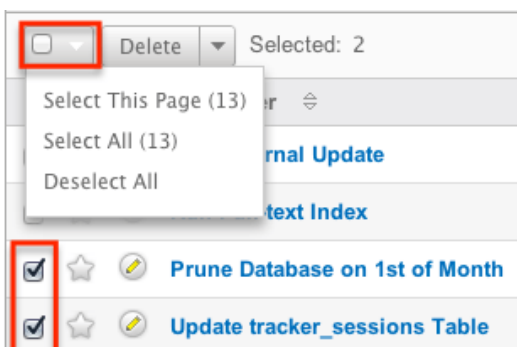 Delete Selected: 2
Select This Page (13)
Select All (13)
Deselect All
rnal Update
text Index
Prune Database on 1st of Month
Update tracker_sessions Table